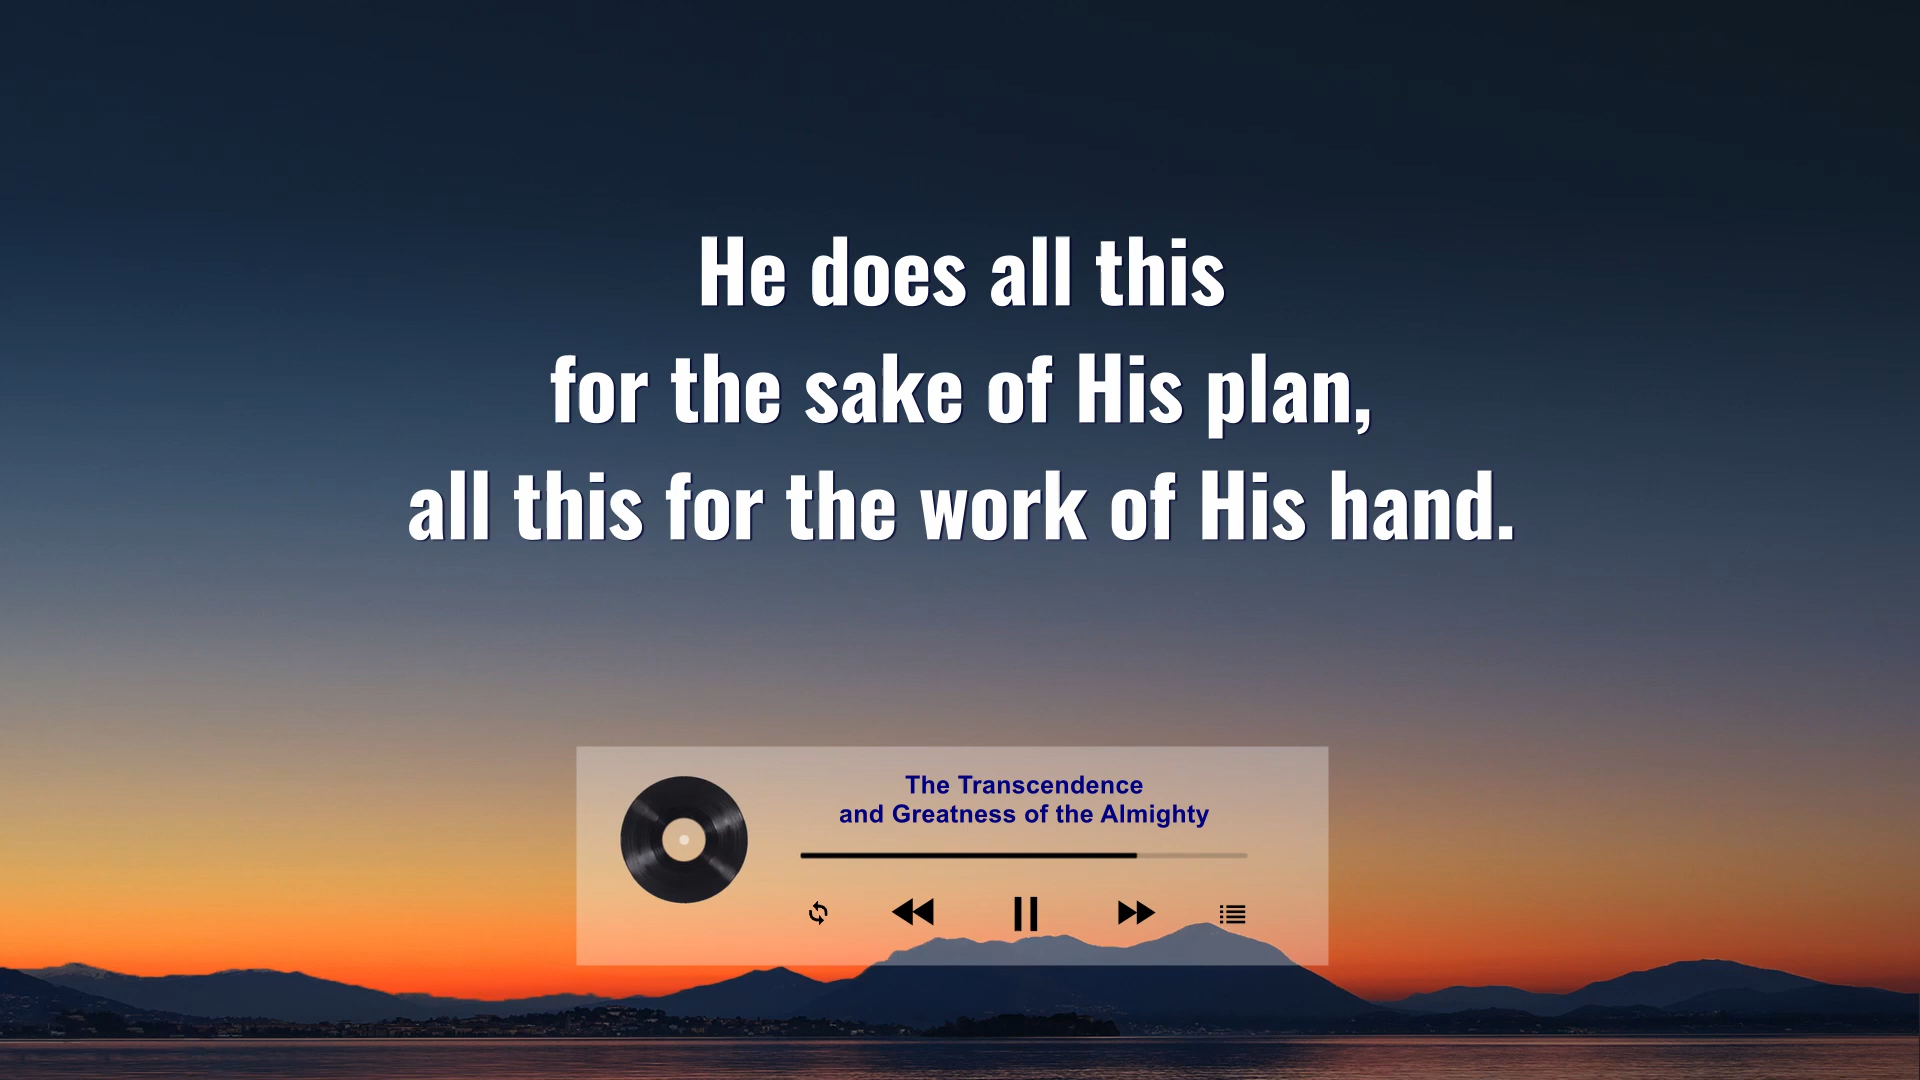 He does all this
for the sake of His plan,
all this for the work of His hand.
The Transcendence
and Greatness of the Almighty